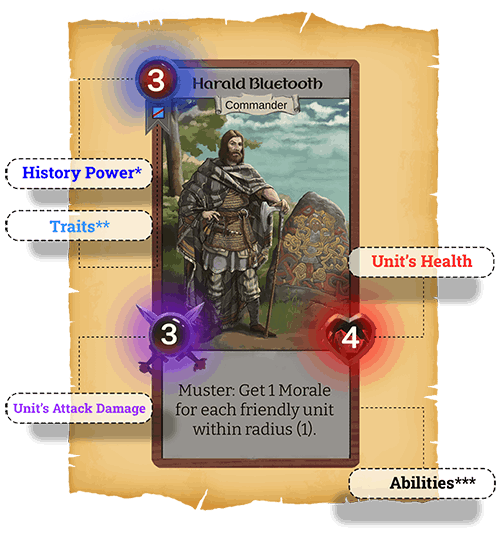 3
Harald Bluetooth
Commander
History Power*
Traits**
Unit's Health
3
4
Unit's Attack Damage
Muster: Get 1 Morale
for each friendly unit
within radius (1).
Abilities***